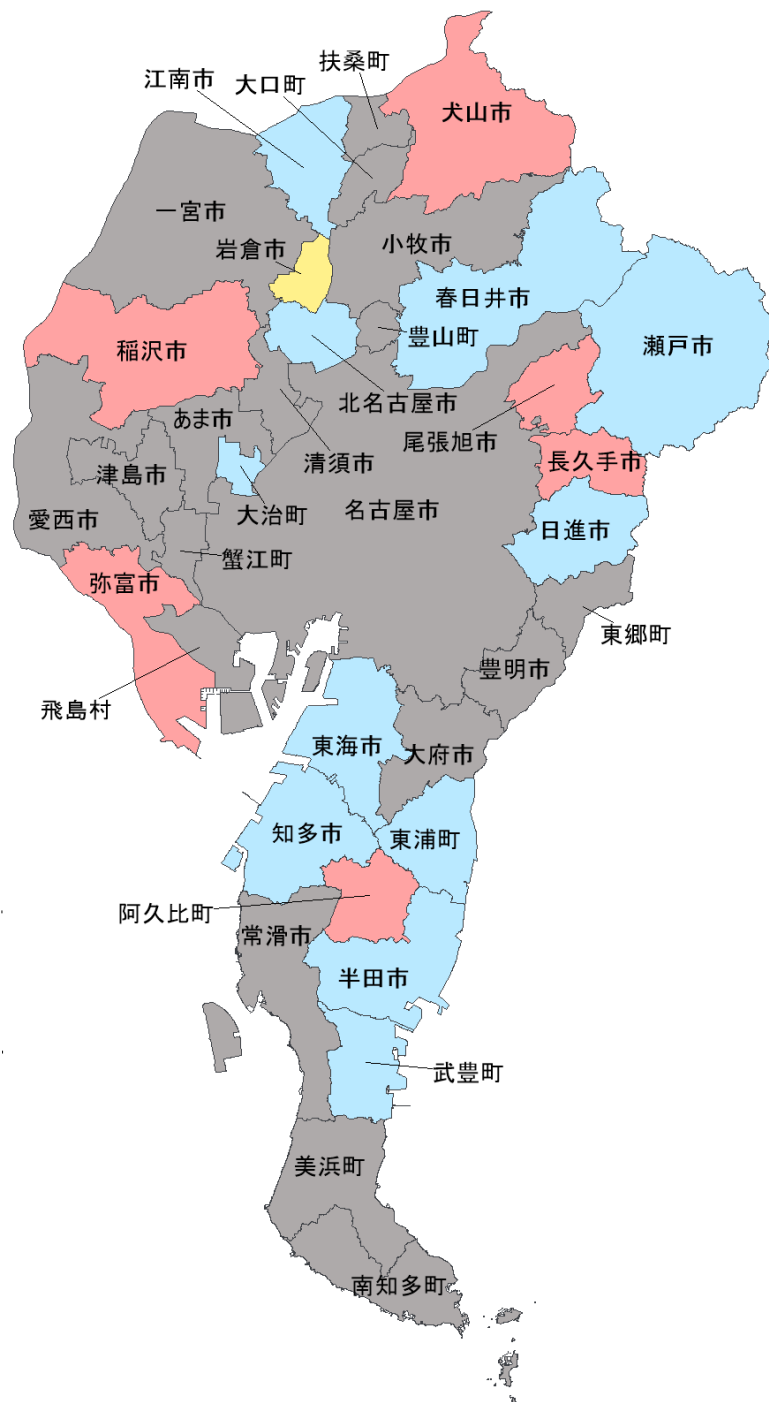 扶桑町
江南市
大口町
犬山市
一宮市
岩倉市
小牧市
春日井市
豊山町
稲沢市
瀬戸市
北名古屋市
あま市
尾張旭市
清須市
長久手市
津島市
大治町
名古屋市
愛西市
日進市
蟹江町
弥富市
東郷町
豊明市
飛島村
東海市
大府市
知多市
東浦町
阿久比町
常滑市
半田市
武豊町
美浜町
南知多町